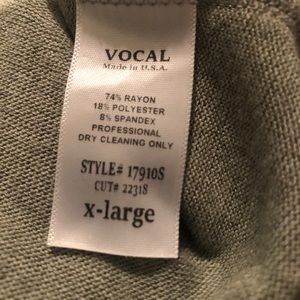 VOCAL
Made in U.S.A.
74% RAYON
18% POLYESTER
8% SPANDEX
PROFESSIONAL
DRY CLEANING ONLY
STYLE# 17910S
CUT# 22318
x-large